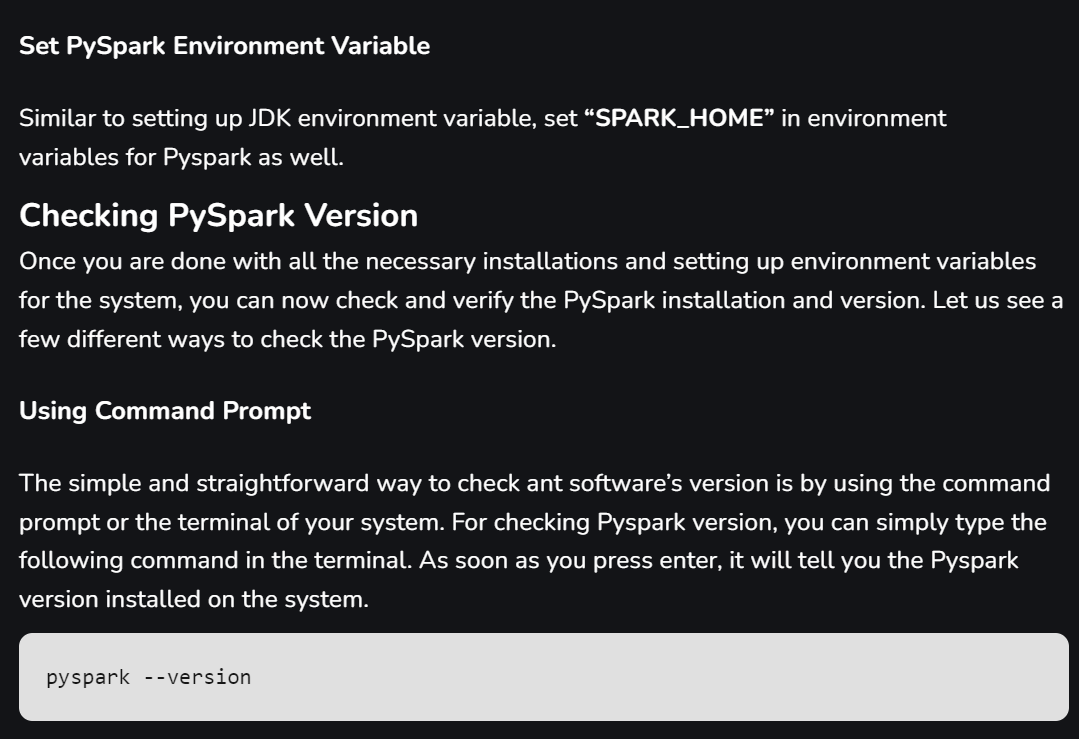 Set PySpark Environment Variable
Similar to setting up JDK environment variable, set “SPARK_HOME” in environment
variables for Pyspark as well.
Checking PySpark Version
Once you are done with all the necessary installations and setting up environment variables
for the system, you can now check and verify the PySpark installation and version. Let us see a
few different ways to check the PySpark version.
Using Command Prompt
The simple and straightforward way to check ant software’s version is by using the command
prompt or the terminal of your system. For checking Pyspark version, you can simply type the
following command in the terminal. As soon as you press enter, it will tell you the Pyspark
version installed on the system.
pyspark --version